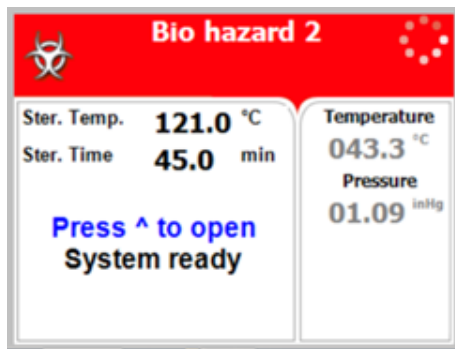 Bio hazard 2
Ster. Temp. 121.0 °C
Ster. Time 45.0 min
Press ^ to open
System ready
Temperature
043.3 °C
Pressure
01.09 inHg